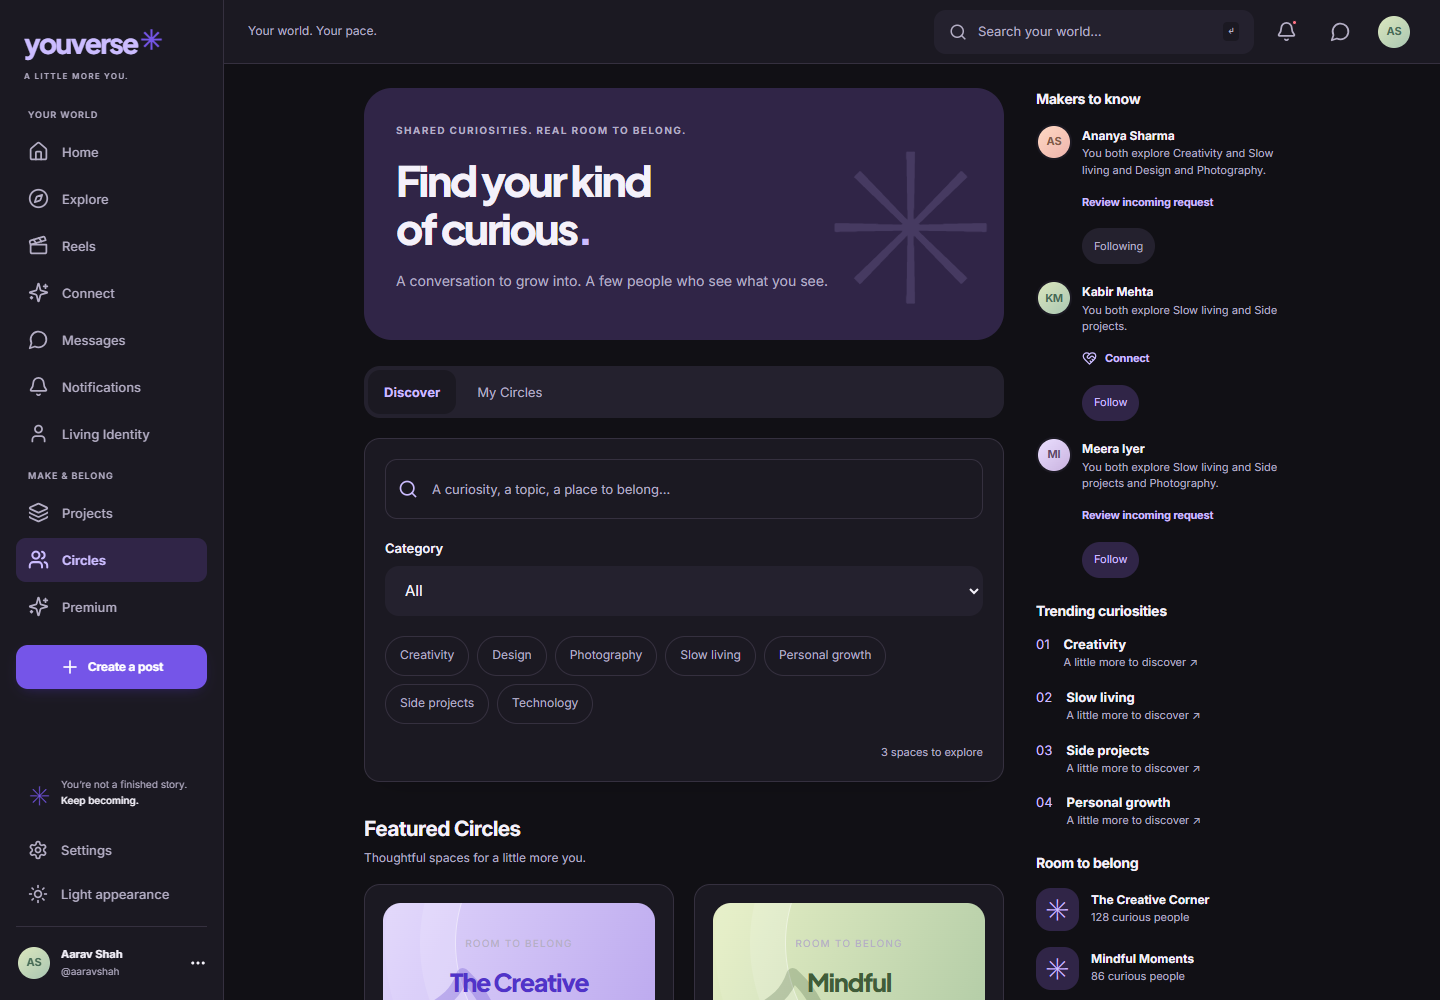 youverse
A LITTLE MORE YOU.
YOUR WORLD
Home
Explore
Reels
Connect
Messages
Notifications
Living Identity
MAKE & BELONG
Projects
Circles
Premium
Create a post
You're not a finished story.
Keep becoming.
Settings
Light appearance
AS
Aarav Shah
@aaravshah
Your world. Your pace.
Search your world...
AS
SHARED CURIOSITIES. REAL ROOM TO BELONG.
Find your kind
of curious.
A conversation to grow into. A few people who see what you see.
Discover
My Circles
A curiosity, a topic, a place to belong...
Category
All
Creativity
Design
Photography
Slow living
Personal growth
Side projects
Technology
3 spaces to explore
Featured Circles
Thoughtful spaces for a little more you.
ROOM TO BELONG
The Creative
ROOM TO BELONG
Mindful
Makers to know
AS
Ananya Sharma
You both explore Creativity and Slow
living and Design and Photography.
Review incoming request
Following
KM
Kabir Mehta
You both explore Slow living and Side
projects.
Connect
Follow
MI
Meera Iyer
You both explore Slow living and Side
projects and Photography.
Review incoming request
Follow
Trending curiosities
01 Creativity
A little more to discover ↗
02 Slow living
A little more to discover ↗
03 Side projects
A little more to discover ↗
04 Personal growth
A little more to discover ↗
Room to belong
The Creative Corner
128 curious people
Mindful Moments
86 curious people